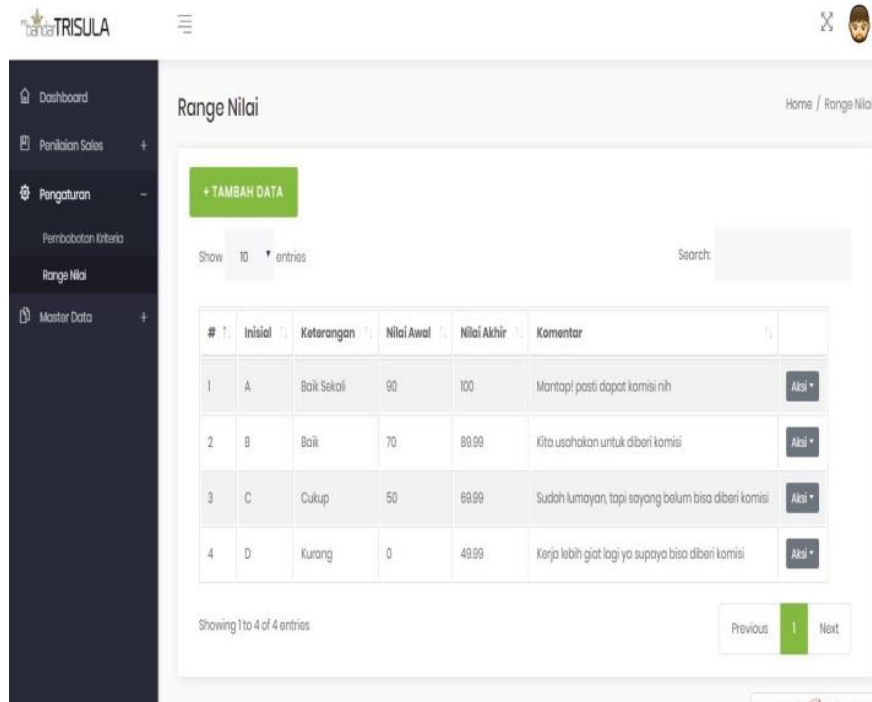 TRISULA
Dashboard
Penilaian Sales +
Pengaturan -
Pembobotan Kriteria
Range Nilai
Master Data +
Range Nilai
Home / Range Nilai
+ TAMBAH DATA
Show 10 entries
Search:
# Inisial Keterangan Nilai Awal Nilai Akhir Komentar
1 A Baik Sekali 90 100 Mantap! pasti dapat komisi nih Aksi
2 B Baik 70 89.99 Kita usahakan untuk diberi komisi Aksi
3 C Cukup 50 69.99 Sudah lumayan, tapi sayang belum bisa diberi komisi Aksi
4 D Kurang 0 49.99 Kerja lebih giat lagi ya supaya bisa diberi komisi Aksi
Showing 1 to 4 of 4 entries
Previous 1 Next